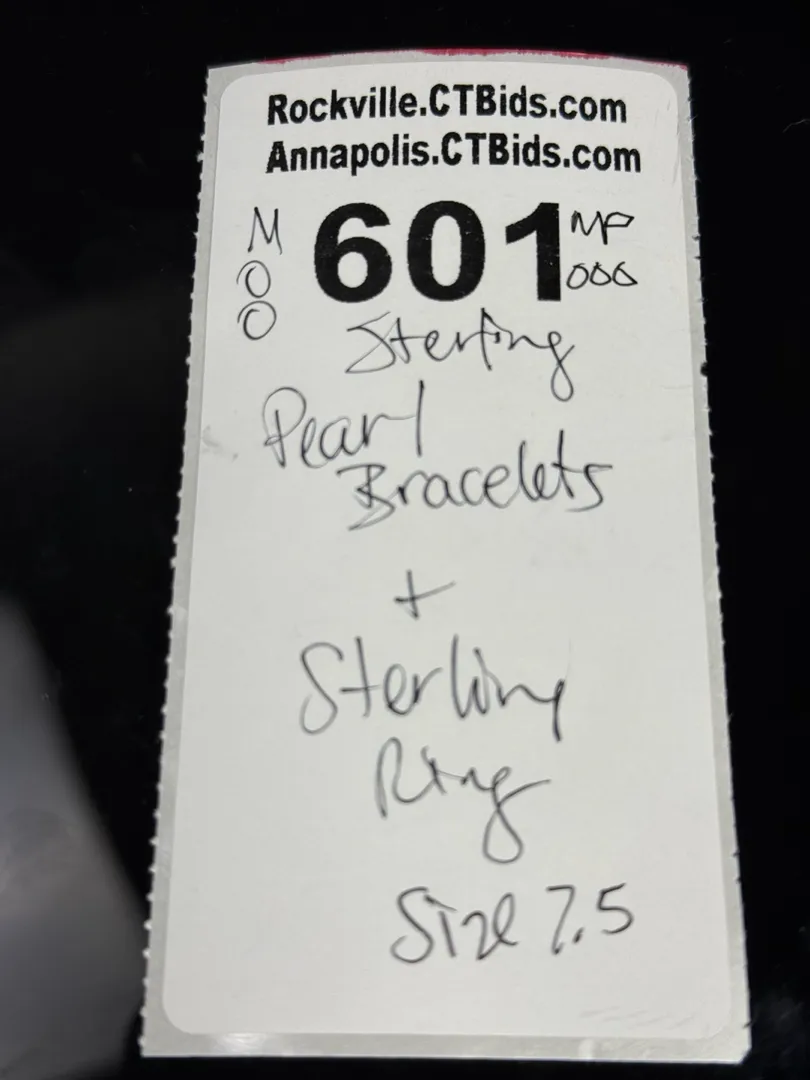 Rockville.CTBids.com
Annapolis.CTBids.com
M 601 MP
O 000
O
Sterling
Pearl
Bracelets
+
Sterling
Ring
Size 7.5